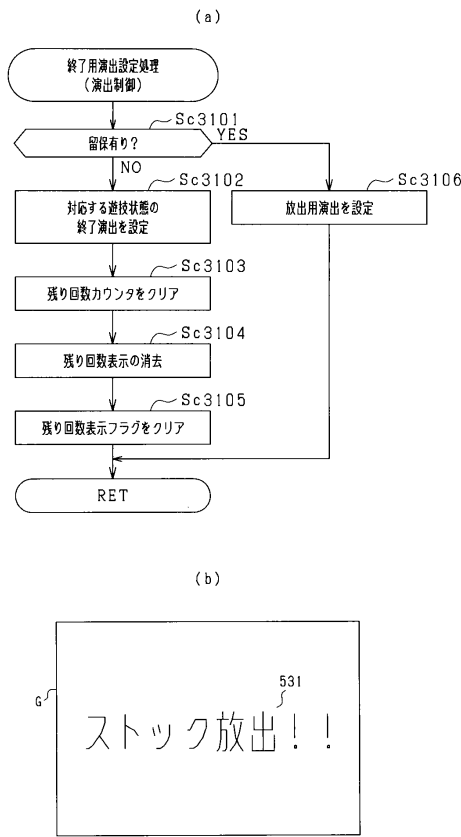 (a)
終了用演出設定処理
(演出制御)
Sc3101
留保有り?
YES
NO
Sc3102
Sc3106
対応する遊技状態の
終了演出を設定
放出用演出を設定
Sc3103
残り回数カウンタをクリア
Sc3104
残り回数表示の消去
Sc3105
残り回数表示フラグをクリア
RET
(b)
531
G
ストック放出!!